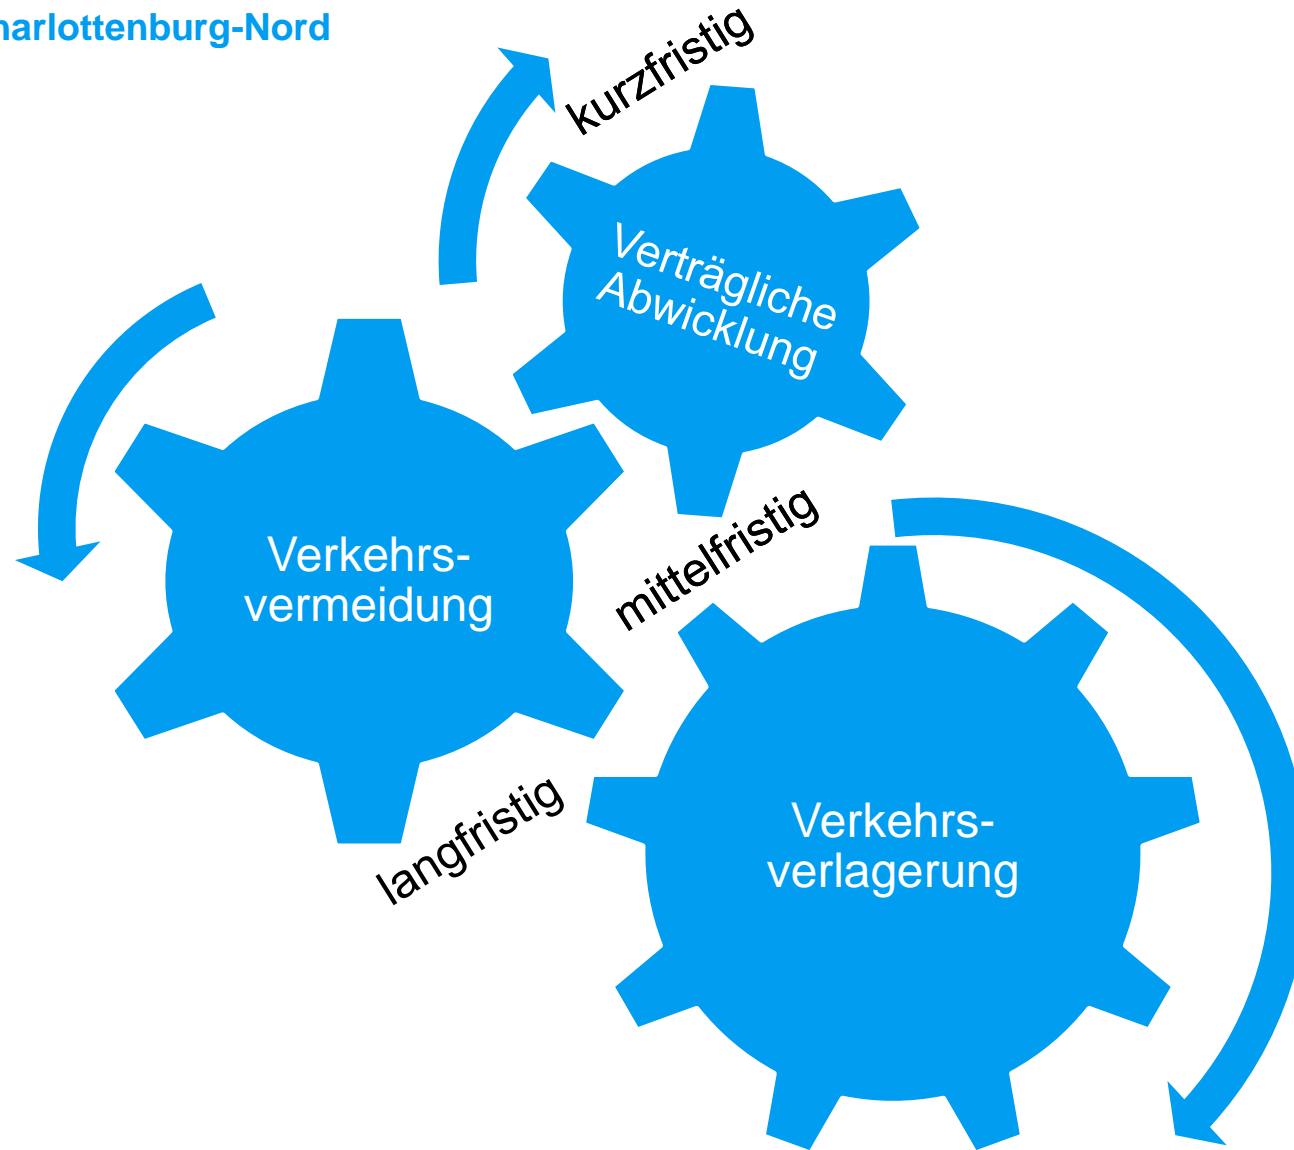 harlottenburg-Nord
kurzfristig
Verträgliche
Abwicklung
mittelfristig
Verkehrs-
vermeidung
langfristig
Verkehrs-
verlagerung